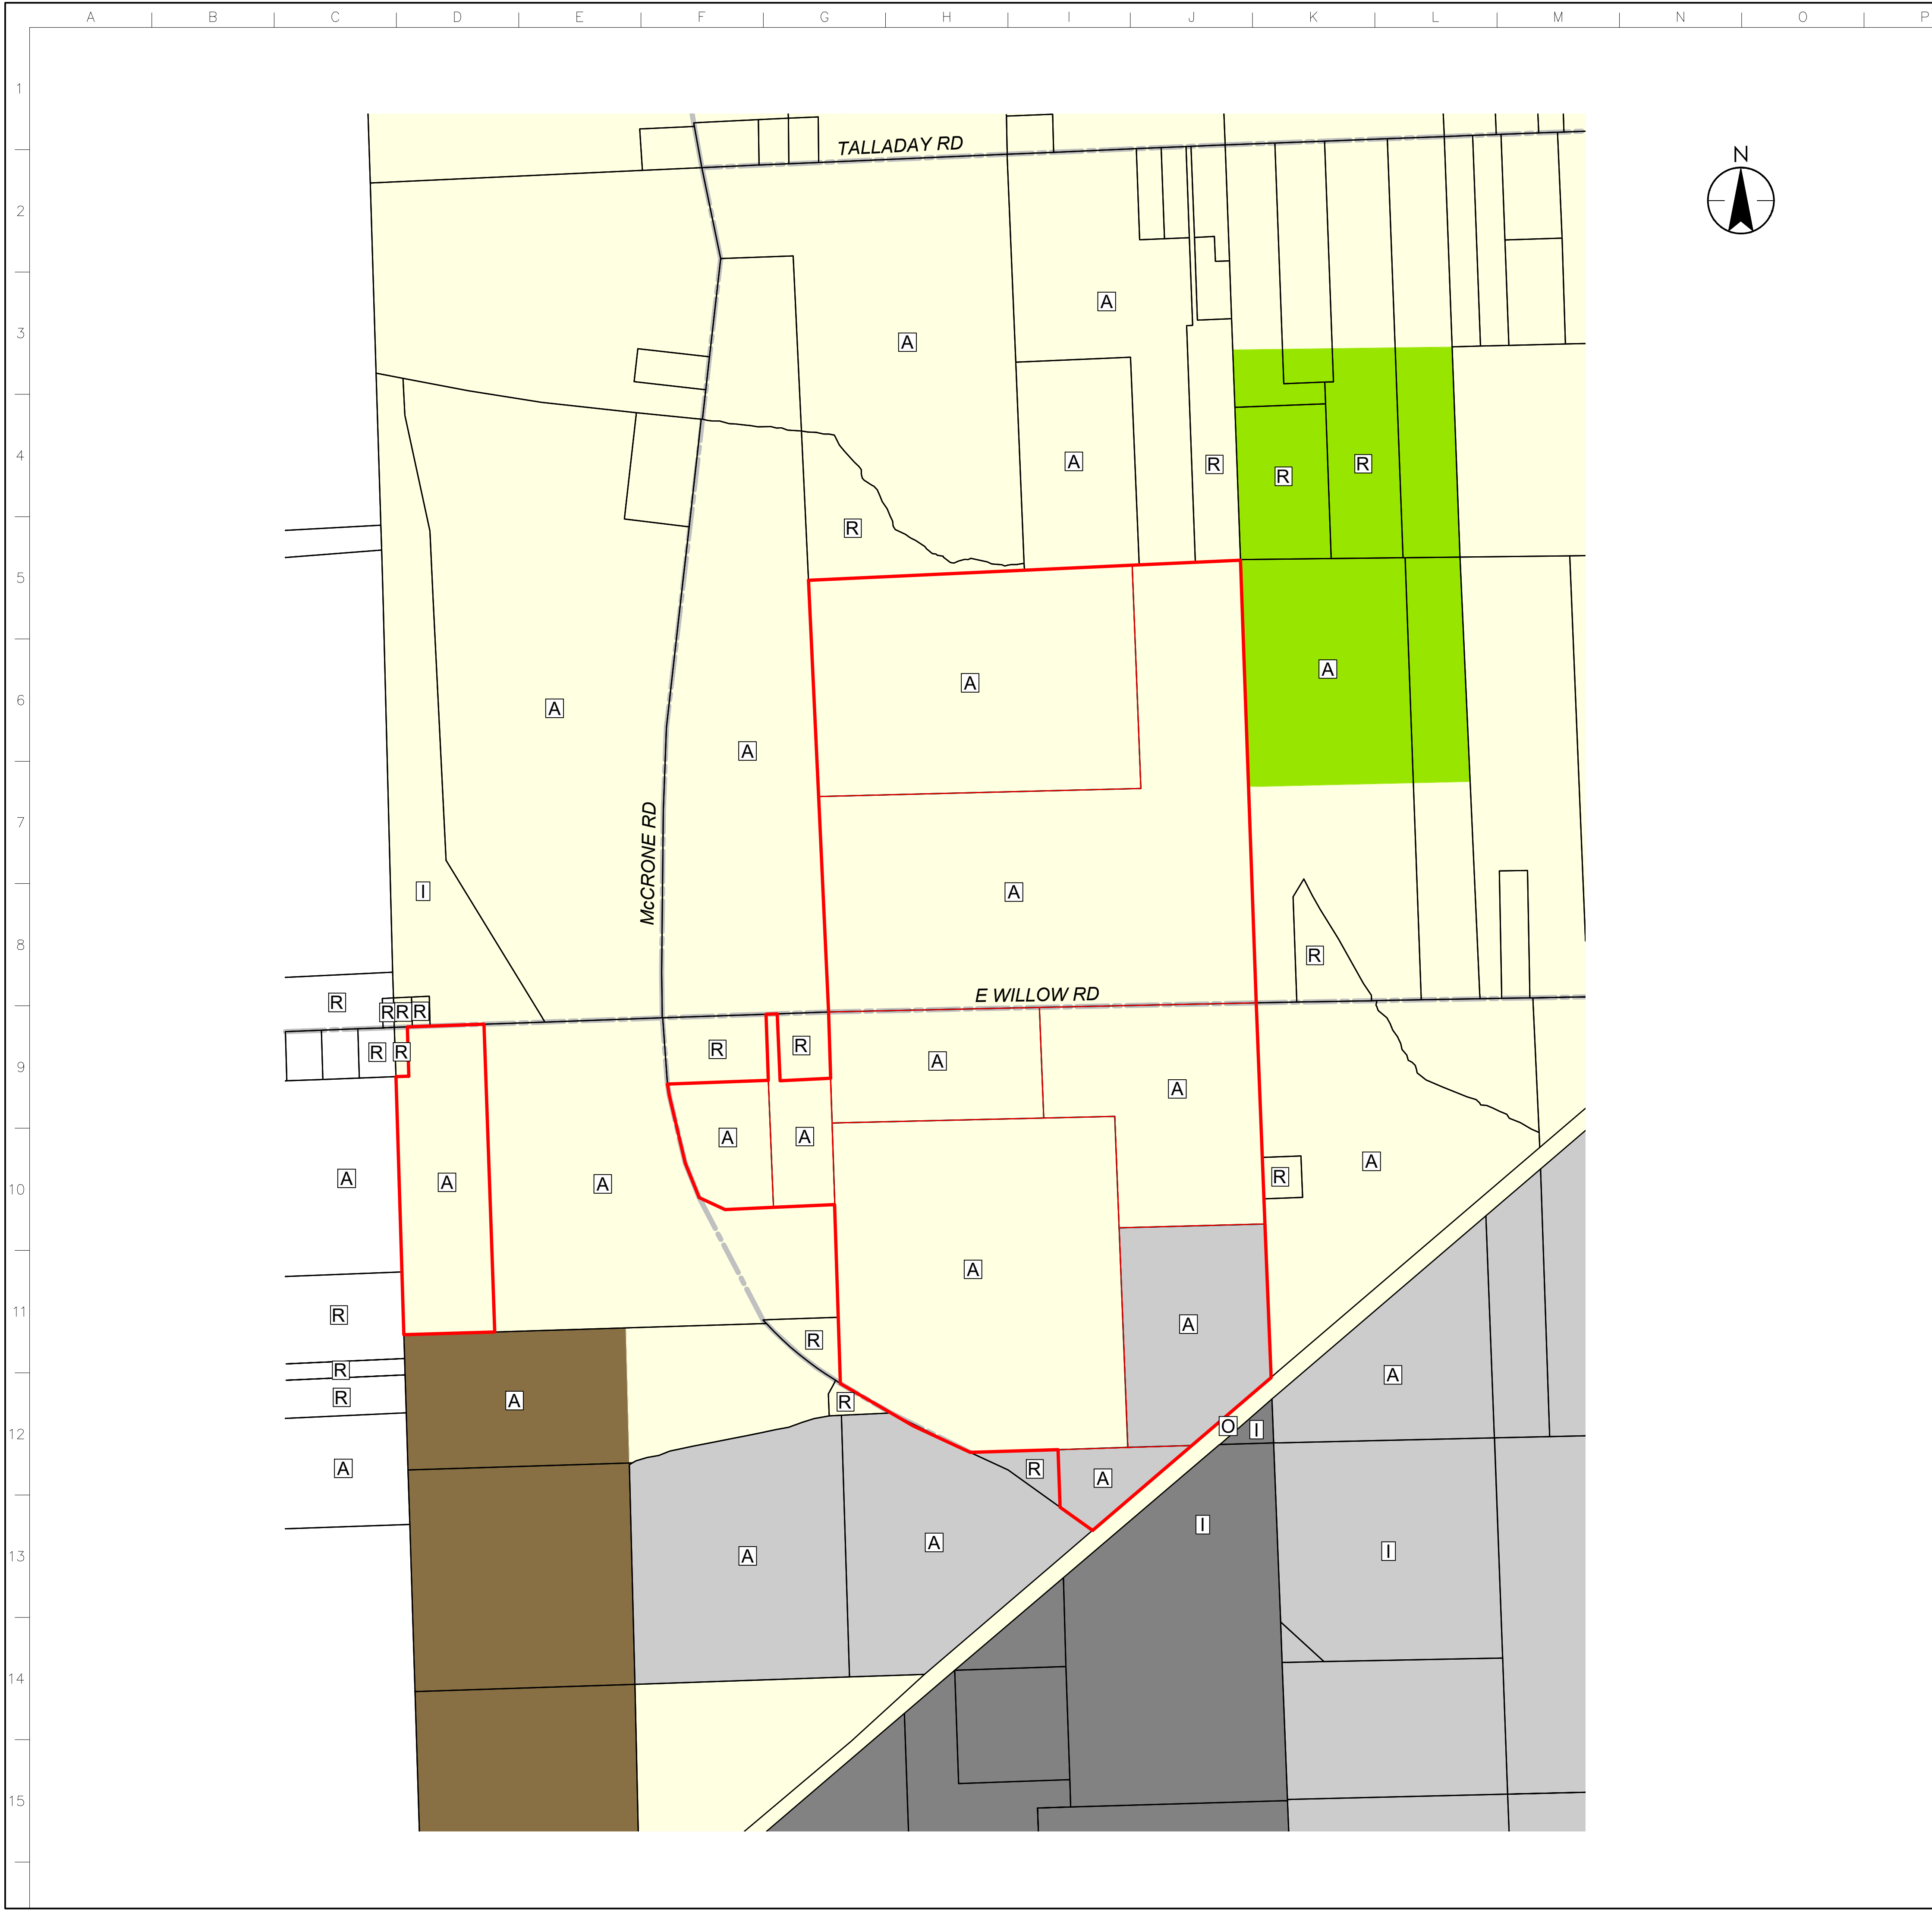 A B C D E F G H I J K L M N O P
1
N
TALLADAY RD
2
A
3
A
4
A R R R
R
5
A
A
6
A
A
7
McCRONE RD
I A
8
R
E WILLOW RD
R R R R
R R R R
9
A A
A A
A
10
A A A R
A
11
R R A
R
R A R A
12
O I
A R A
I
13
A A I
14
15